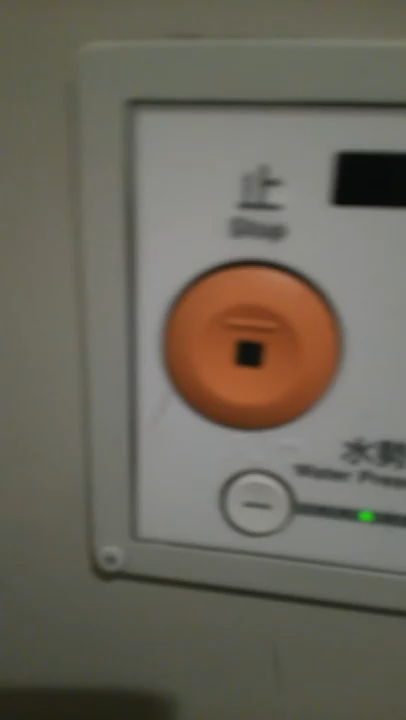 止
Stop
水勢
Water Pres